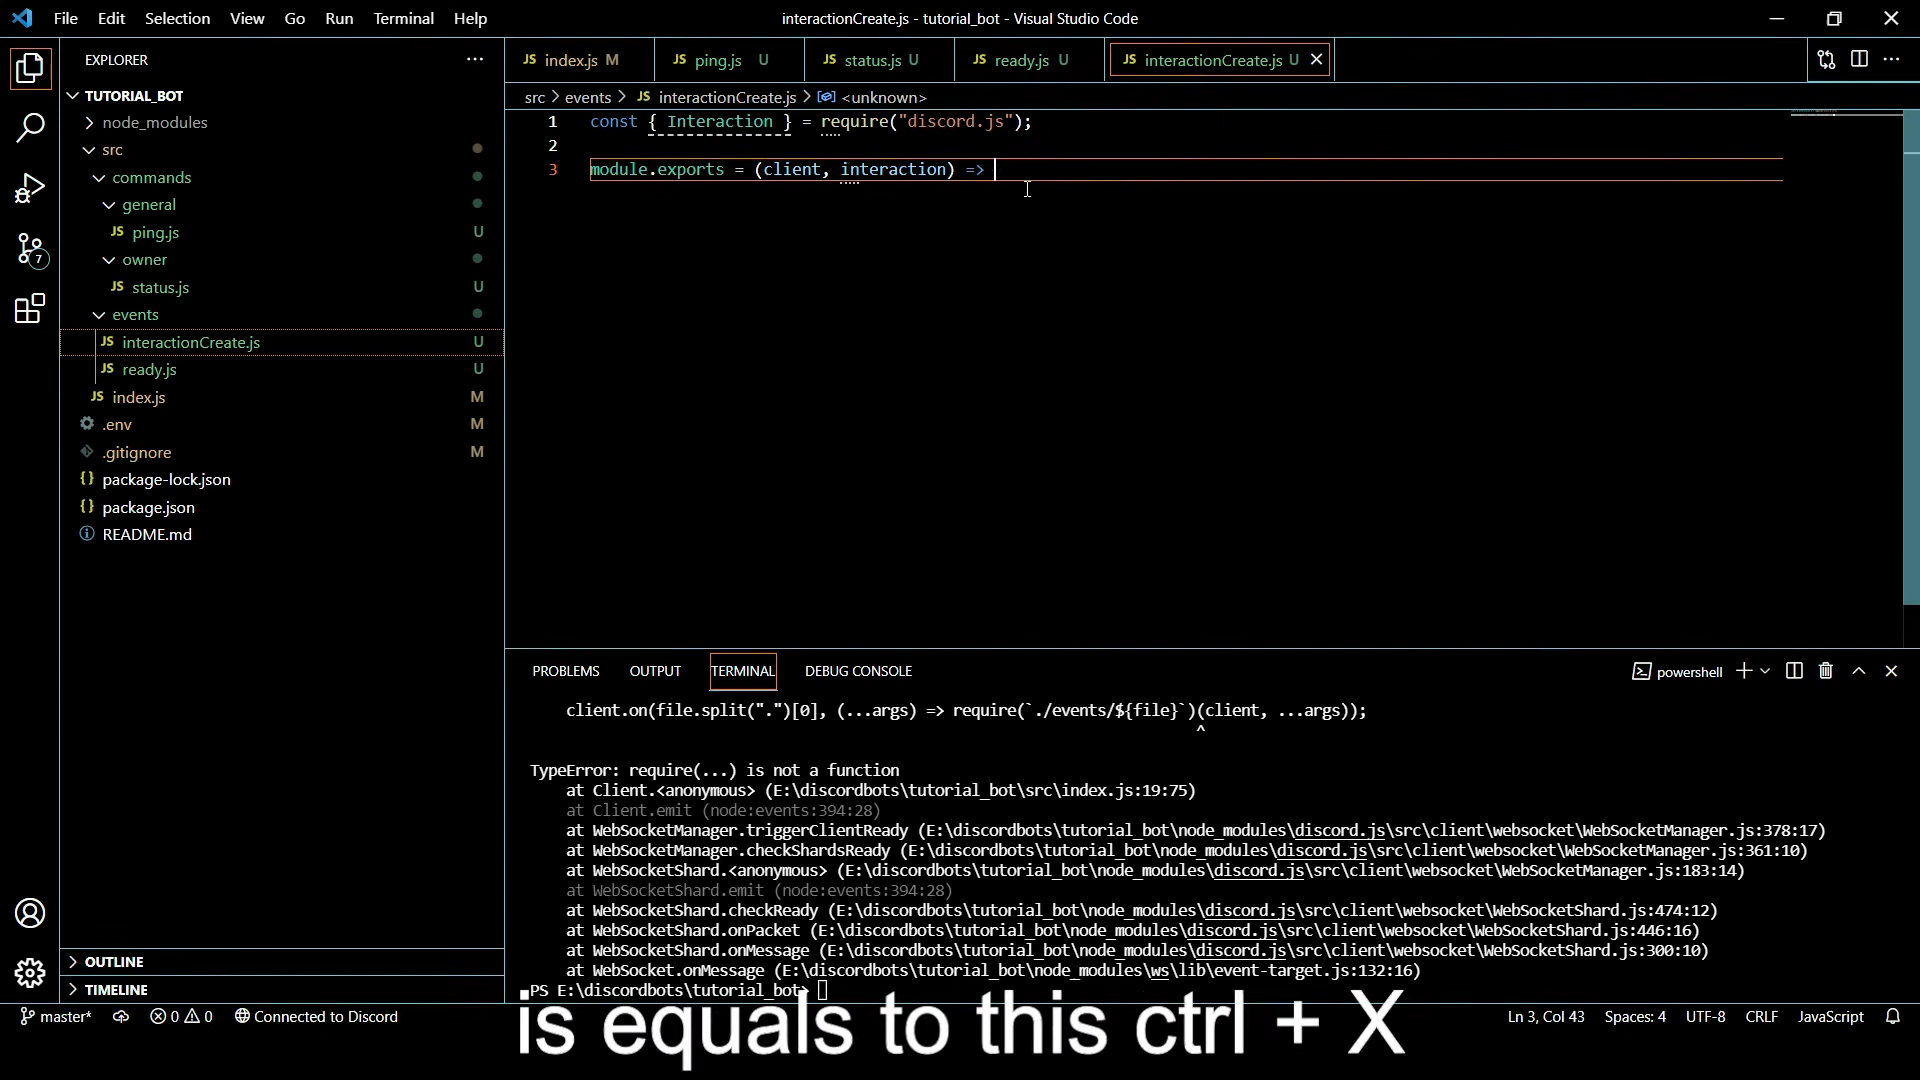 File Edit Selection View Go Run Terminal Help
interactionCreate.js - tutorial_bot - Visual Studio Code
EXPLORER
TUTORIAL_BOT
node_modules
src
commands
general
JS ping.js U
owner
JS status.js U
events
JS interactionCreate.js U
JS ready.js U
JS index.js M
.env M
.gitignore M
{} package-lock.json
{} package.json
README.md
OUTLINE
TIMELINE
7
JS index.js M JS ping.js U JS status.js U JS ready.js U JS interactionCreate.js U
src > events > JS interactionCreate.js > <unknown>
1 const { Interaction } = require("discord.js");
2
3 module.exports = (client, interaction) =>
PROBLEMS OUTPUT TERMINAL DEBUG CONSOLE
powershell
client.on(file.split(".")[0], (...args) => require(`./events/${file}`)(client, ...args));
^
TypeError: require(...) is not a function
at Client.<anonymous> (E:\discordbots\tutorial_bot\src\index.js:19:75)
at Client.emit (node:events:394:28)
at WebSocketManager.triggerClientReady (E:\discordbots\tutorial_bot\node_modules\discord.js\src\client\websocket\WebSocketManager.js:378:17)
at WebSocketManager.checkShardsReady (E:\discordbots\tutorial_bot\node_modules\discord.js\src\client\websocket\WebSocketManager.js:361:10)
at WebSocketShard.<anonymous> (E:\discordbots\tutorial_bot\node_modules\discord.js\src\client\websocket\WebSocketManager.js:183:14)
at WebSocketShard.emit (node:events:394:28)
at WebSocketShard.checkReady (E:\discordbots\tutorial_bot\node_modules\discord.js\src\client\websocket\WebSocketShard.js:474:12)
at WebSocketShard.onPacket (E:\discordbots\tutorial_bot\node_modules\discord.js\src\client\websocket\WebSocketShard.js:446:16)
at WebSocketShard.onMessage (E:\discordbots\tutorial_bot\node_modules\discord.js\src\client\websocket\WebSocketShard.js:300:10)
at WebSocket.onMessage (E:\discordbots\tutorial_bot\node_modules\ws\lib\event-target.js:132:16)
PS E:\discordbots\tutorial_bot>
is equals to this ctrl + X
master* 0 0 Connected to Discord
Ln 3, Col 43 Spaces: 4 UTF-8 CRLF JavaScript